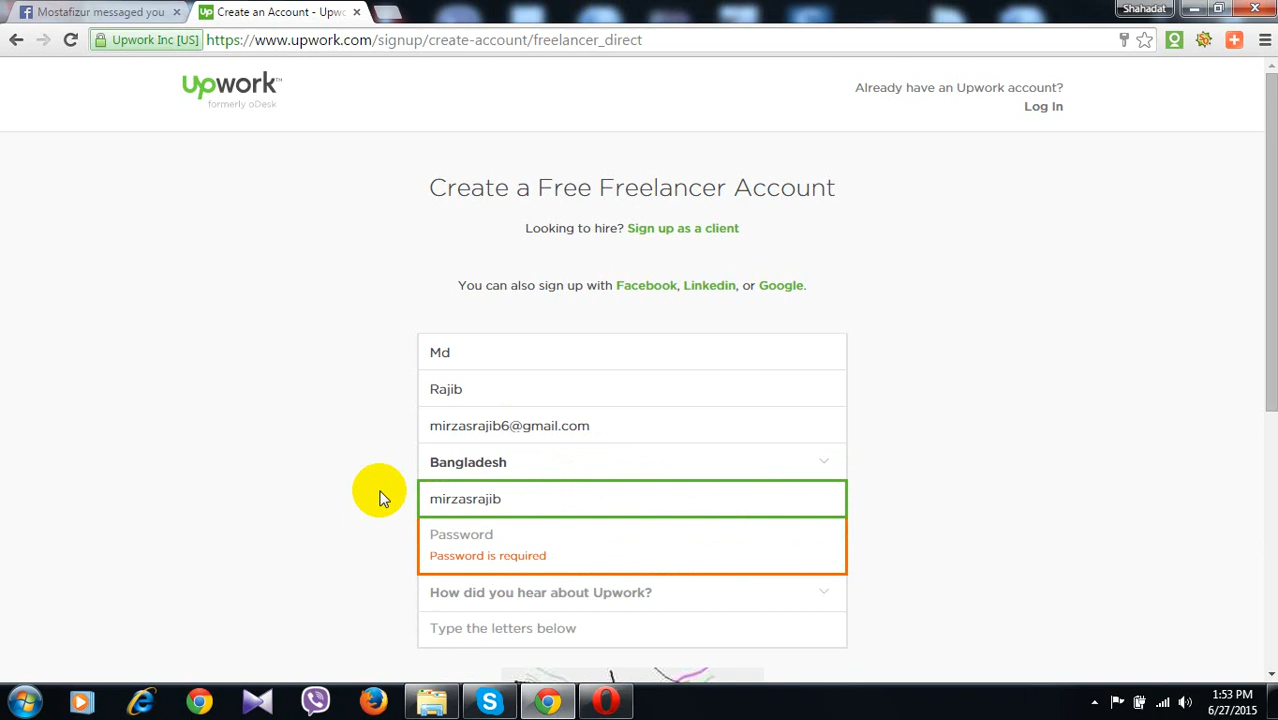 Mostafizur messaged you
Create an Account - Upwo
Shahadat
Upwork Inc [US]
https://www.upwork.com/signup/create-account/freelancer_direct
Upwork™
formerly oDesk
Already have an Upwork account?
Log In
Create a Free Freelancer Account
Looking to hire? Sign up as a client
You can also sign up with Facebook, Linkedin, or Google.
Md
Rajib
mirzasrajib6@gmail.com
Bangladesh
mirzasrajib
Password
Password is required
How did you hear about Upwork?
Type the letters below
1:53 PM
6/27/2015